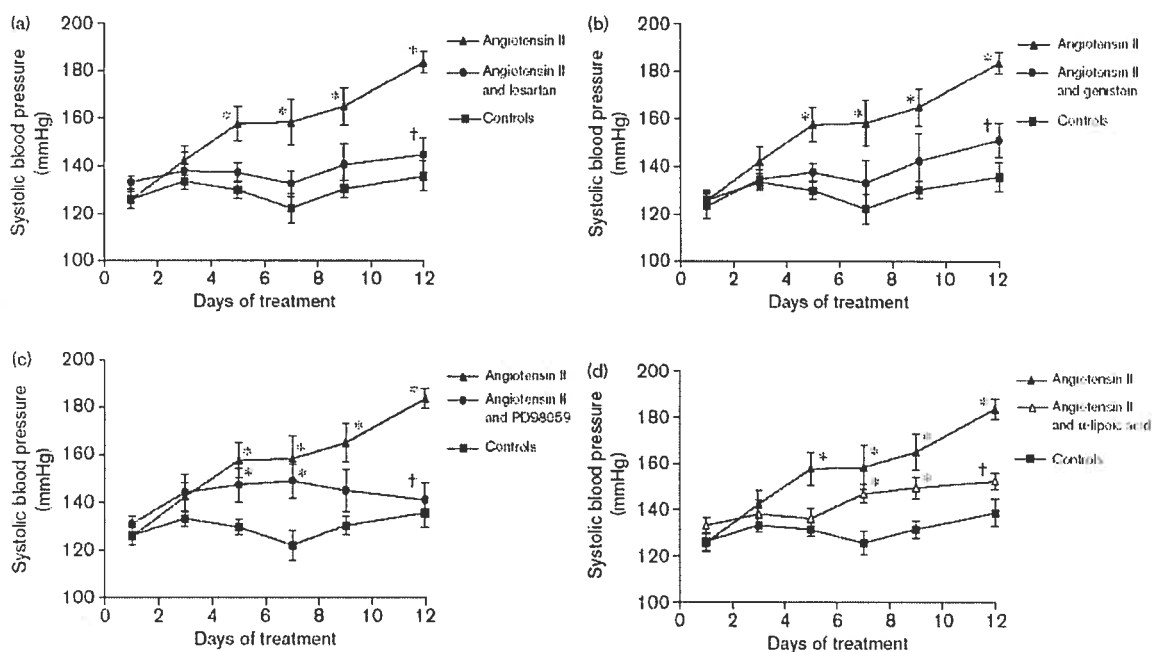 (a)
200
180
160
140
120
100
Systolic blood pressure
(mmHg)
0 2 4 6 8 10 12
Days of treatment
* * * * †
Angiotensin II
Angiotensin II
and losartan
Controls
(b)
200
180
160
140
120
100
Systolic blood pressure
(mmHg)
0 2 4 6 8 10 12
Days of treatment
* * * * †
Angiotensin II
Angiotensin II
and genistein
Controls
(c)
200
180
160
140
120
100
Systolic blood pressure
(mmHg)
0 2 4 6 8 10 12
Days of treatment
* * * *
* * †
Angiotensin II
Angiotensin II
and PD98059
Controls
(d)
200
180
160
140
120
100
Systolic blood pressure
(mmHg)
0 2 4 6 8 10 12
Days of treatment
* * * *
* * †
Angiotensin II
Angiotensin II
and α-lipoic acid
Controls